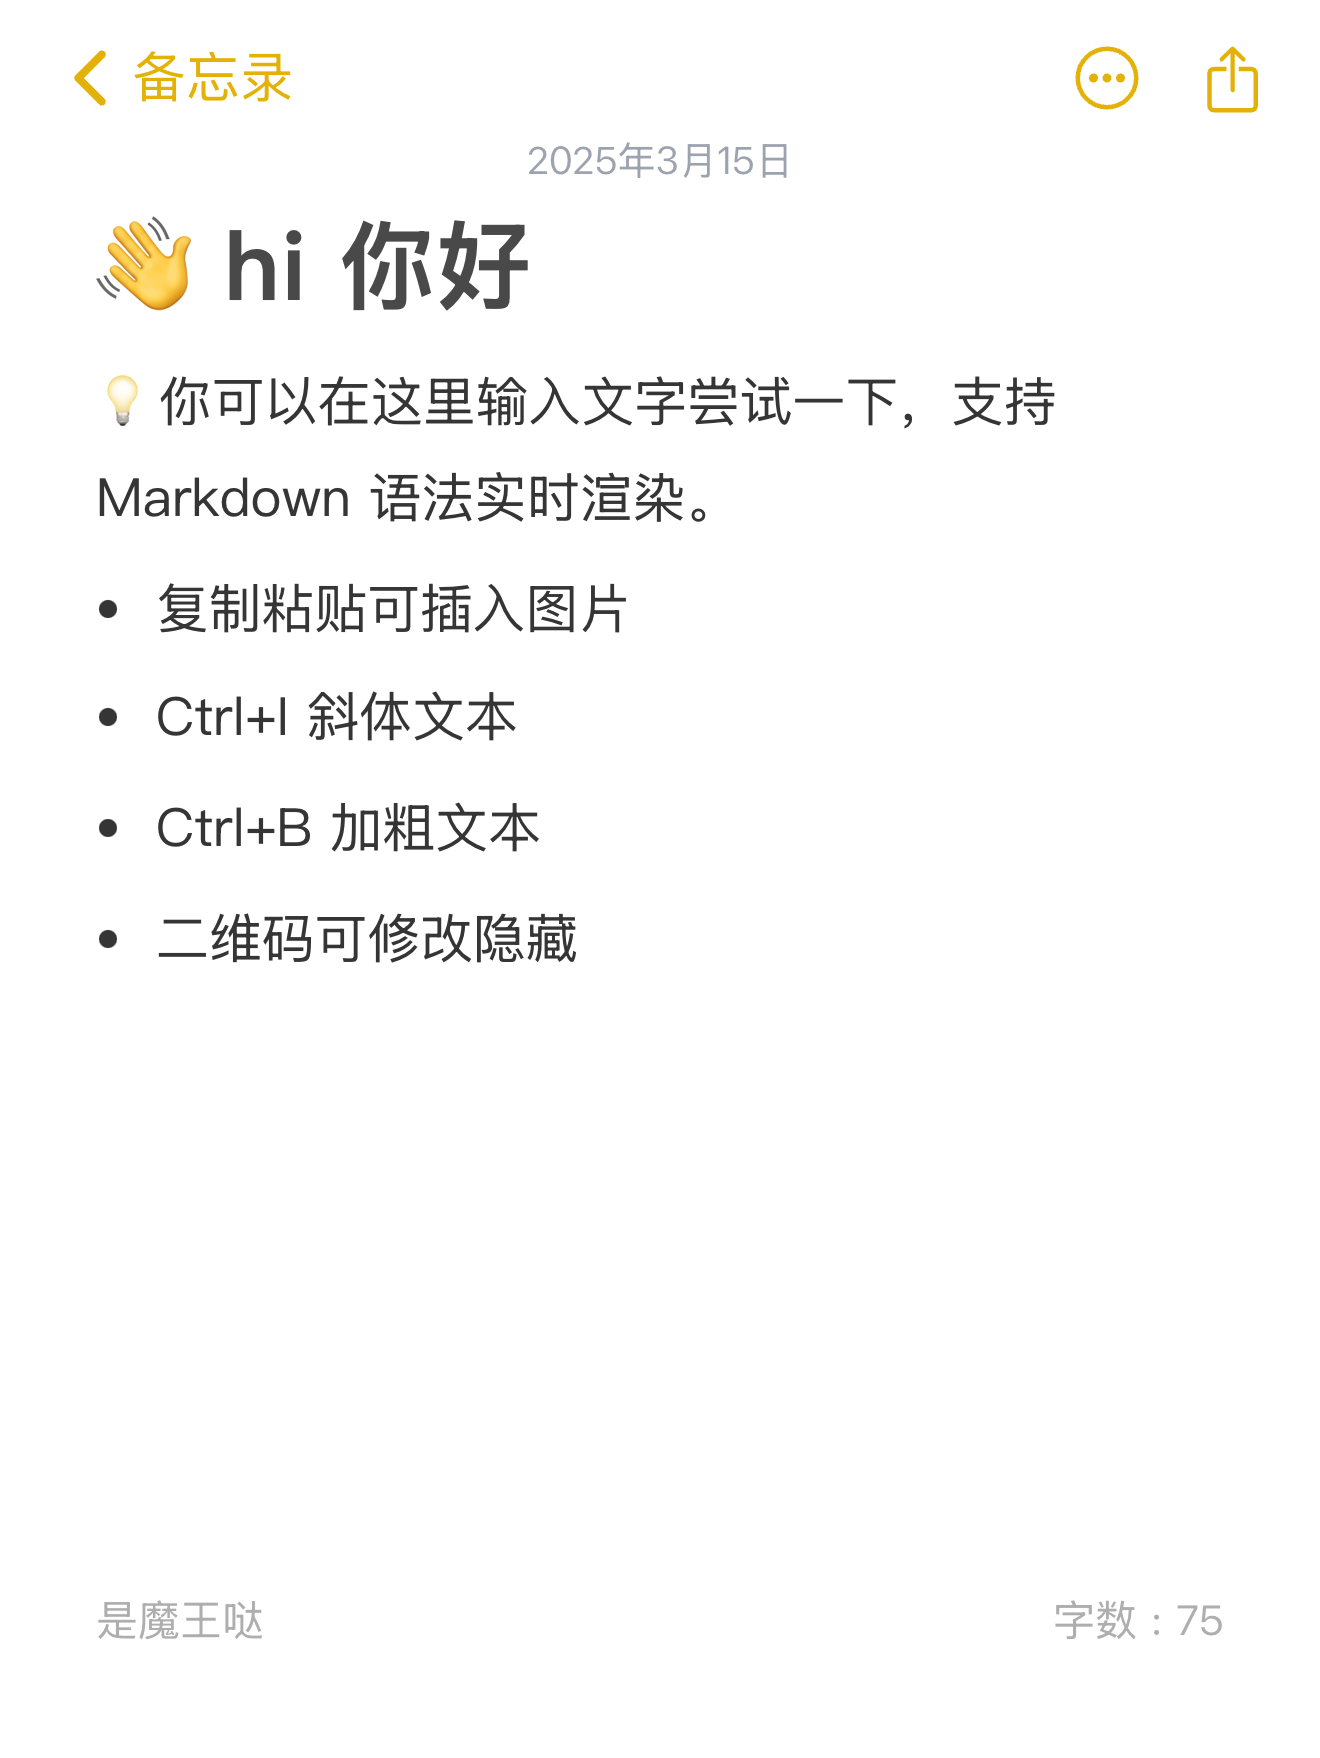 备忘录
2025年3月15日
👋 hi 你好
💡 你可以在这里输入文字尝试一下，支持
Markdown 语法实时渲染。
• 复制粘贴可插入图片
• Ctrl+I 斜体文本
• Ctrl+B 加粗文本
• 二维码可修改隐藏
是魔王哒
字数：75